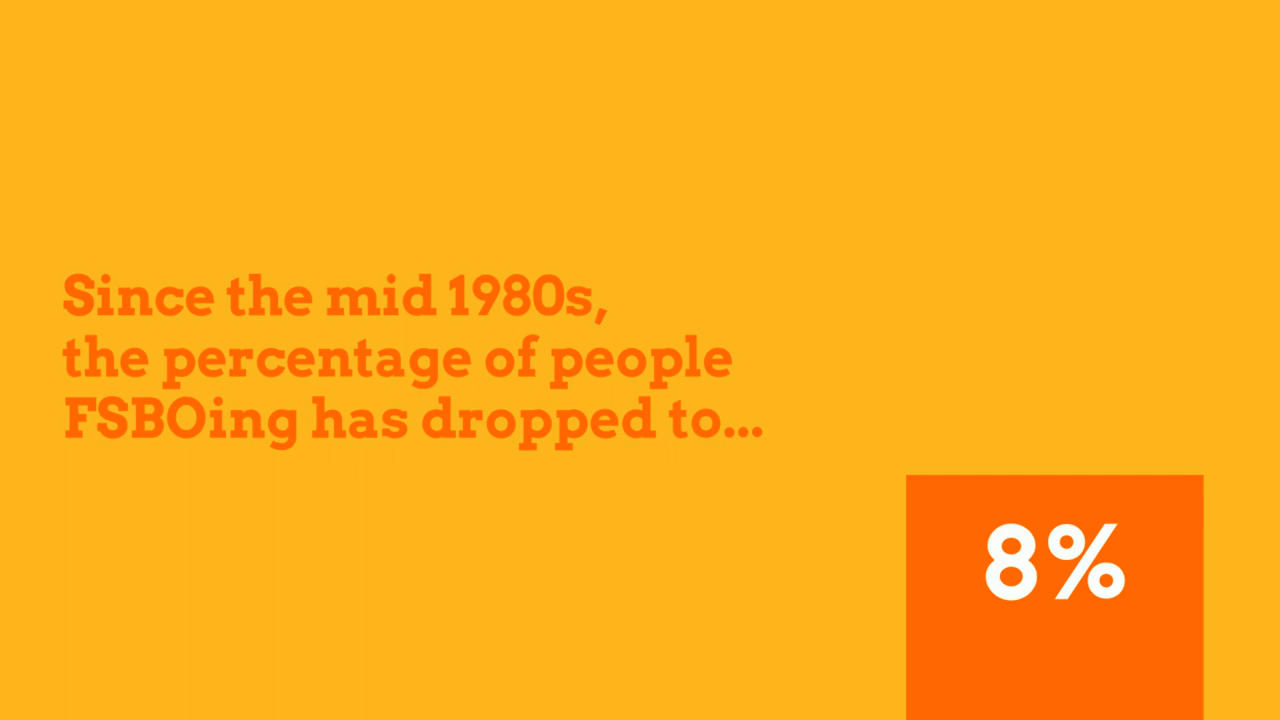 Since the mid 1980s,
the percentage of people
FSBOing has dropped to...
8%